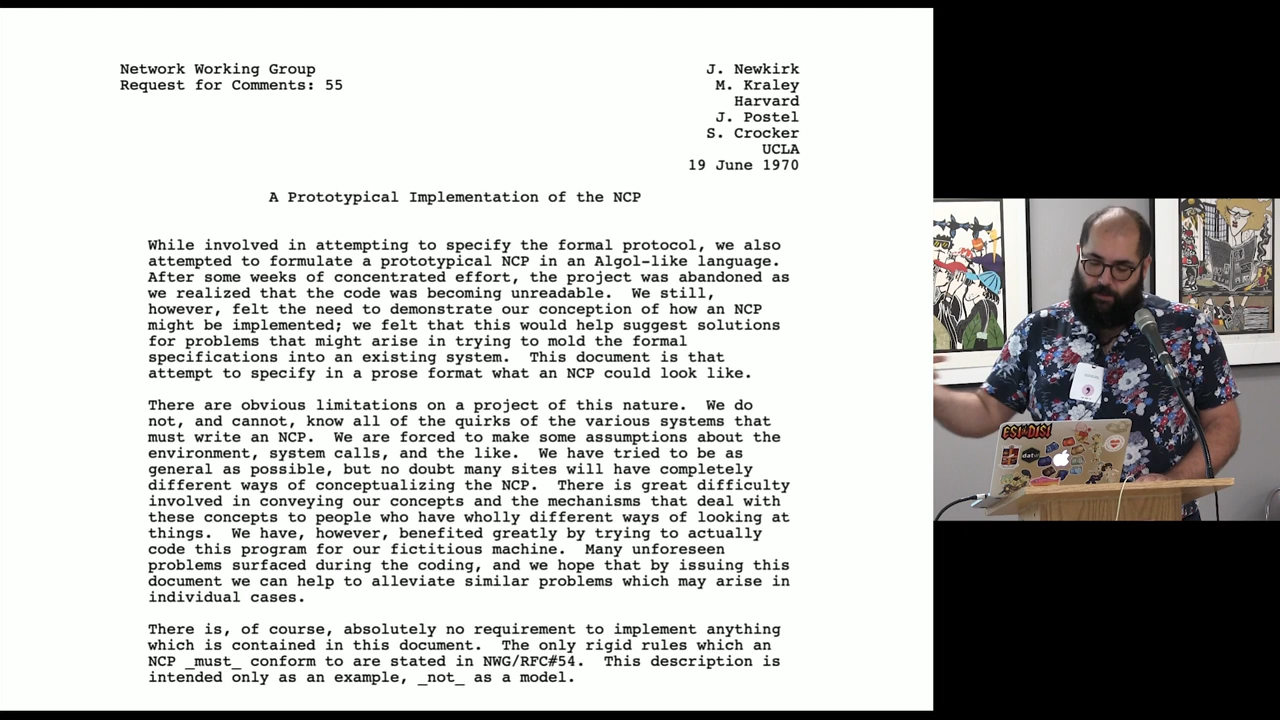 Network Working Group
Request for Comments: 55
J. Newkirk
M. Kraley
Harvard
J. Postel
S. Crocker
UCLA
19 June 1970
A Prototypical Implementation of the NCP
While involved in attempting to specify the formal protocol, we also
attempted to formulate a prototypical NCP in an Algol-like language.
After some weeks of concentrated effort, the project was abandoned as
we realized that the code was becoming unreadable.  We still,
however, felt the need to demonstrate our conception of how an NCP
might be implemented; we felt that this would help suggest solutions
for problems that might arise in trying to mold the formal
specifications into an existing system.  This document is that
attempt to specify in a prose format what an NCP could look like.
There are obvious limitations on a project of this nature.  We do
not, and cannot, know all of the quirks of the various systems that
must write an NCP.  We are forced to make some assumptions about the
environment, system calls, and the like.  We have tried to be as
general as possible, but no doubt many sites will have completely
different ways of conceptualizing the NCP.  There is great difficulty
involved in conveying our concepts and the mechanisms that deal with
these concepts to people who have wholly different ways of looking at
things.  We have, however, benefited greatly by trying to actually
code this program for our fictitious machine.  Many unforeseen
problems surfaced during the coding, and we hope that by issuing this
document we can help to alleviate similar problems which may arise in
individual cases.
There is, of course, absolutely no requirement to implement anything
which is contained in this document.  The only rigid rules which an
NCP _must_ conform to are stated in NWG/RFC#54.  This description is
intended only as an example, _not_ as a model.